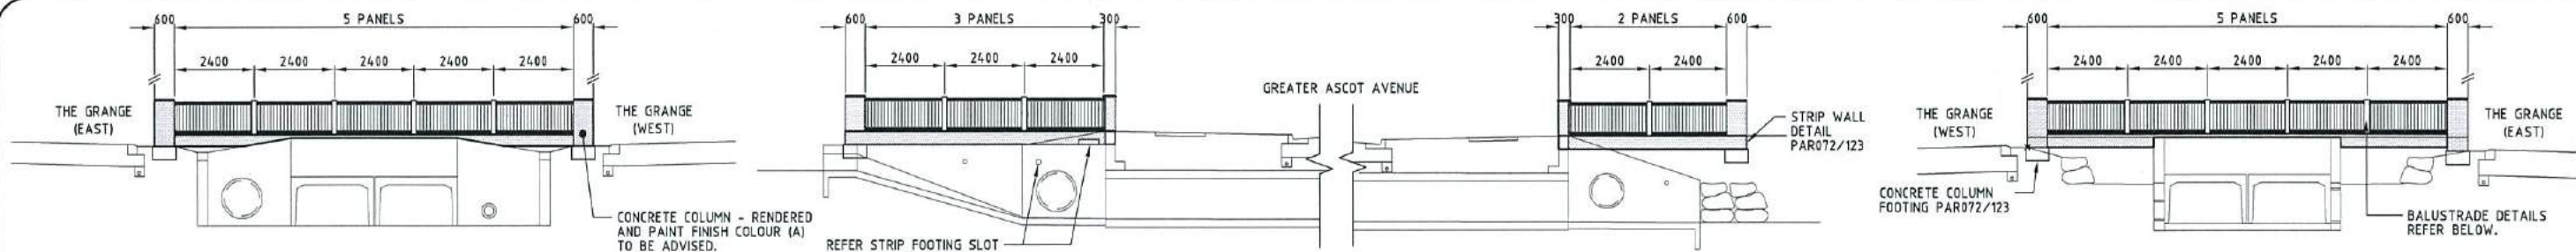 600 5 PANELS 600
2400 2400 2400 2400 2400
THE GRANGE
(EAST)
THE GRANGE
(WEST)
CONCRETE COLUMN - RENDERED
AND PAINT FINISH COLOUR (A)
TO BE ADVISED.
600 3 PANELS 300
2400 2400 2400
REFER STRIP FOOTING SLOT
GREATER ASCOT AVENUE
300 2 PANELS 600
2400 2400
STRIP WALL
DETAIL
PAR072/123
600 5 PANELS 600
2400 2400 2400 2400 2400
THE GRANGE
(WEST)
THE GRANGE
(EAST)
CONCRETE COLUMN
FOOTING PAR072/123
BALUSTRADE DETAILS
REFER BELOW.